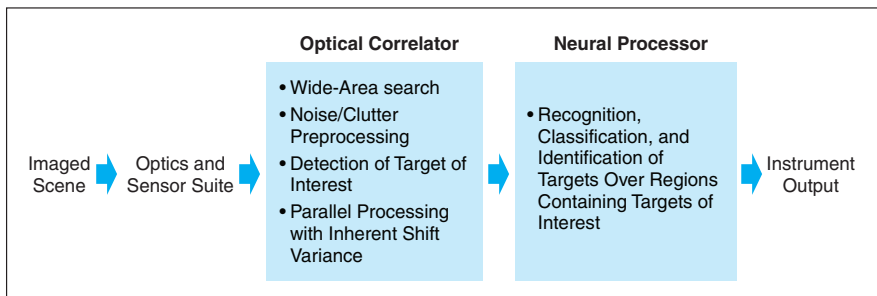 Optical Correlator
Neural Processor
Imaged
Scene
Optics and
Sensor Suite
• Wide-Area search
• Noise/Clutter
Preprocessing
• Detection of Target of
Interest
• Parallel Processing
with Inherent Shift
Variance
• Recognition,
Classification, and
Identification of
Targets Over Regions
Containing Targets of
Interest
Instrument
Output